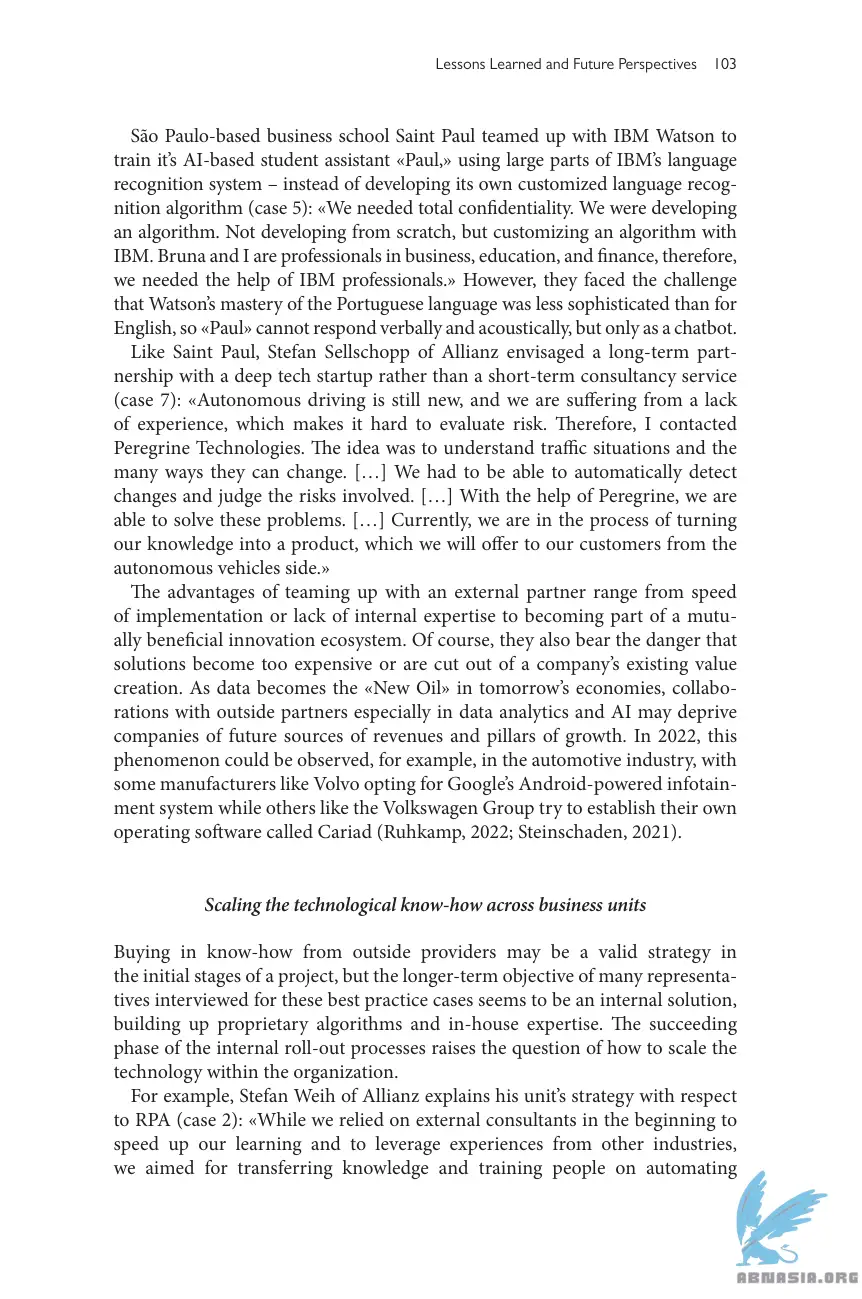 Lessons Learned and Future Perspectives 103
São Paulo-based business school Saint Paul teamed up with IBM Watson to
train it’s AI-based student assistant «Paul,» using large parts of IBM’s language
recognition system – instead of developing its own customized language recog-
nition algorithm (case 5): «We needed total confidentiality. We were developing
an algorithm. Not developing from scratch, but customizing an algorithm with
IBM. Bruna and I are professionals in business, education, and finance, therefore,
we needed the help of IBM professionals.» However, they faced the challenge
that Watson’s mastery of the Portuguese language was less sophisticated than for
English, so «Paul» cannot respond verbally and acoustically, but only as a chatbot.
Like Saint Paul, Stefan Sellschopp of Allianz envisaged a long-term part-
nership with a deep tech startup rather than a short-term consultancy service
(case 7): «Autonomous driving is still new, and we are suffering from a lack
of experience, which makes it hard to evaluate risk. Therefore, I contacted
Peregrine Technologies. The idea was to understand traffic situations and the
many ways they can change. […] We had to be able to automatically detect
changes and judge the risks involved. […] With the help of Peregrine, we are
able to solve these problems. […] Currently, we are in the process of turning
our knowledge into a product, which we will offer to our customers from the
autonomous vehicles side.»
The advantages of teaming up with an external partner range from speed
of implementation or lack of internal expertise to becoming part of a mutu-
ally beneficial innovation ecosystem. Of course, they also bear the danger that
solutions become too expensive or are cut out of a company’s existing value
creation. As data becomes the «New Oil» in tomorrow’s economies, collabo-
rations with outside partners especially in data analytics and AI may deprive
companies of future sources of revenues and pillars of growth. In 2022, this
phenomenon could be observed, for example, in the automotive industry, with
some manufacturers like Volvo opting for Google’s Android-powered infotain-
ment system while others like the Volkswagen Group try to establish their own
operating software called Cariad (Ruhkamp, 2022; Steinschaden, 2021).
Scaling the technological know-how across business units
Buying in know-how from outside providers may be a valid strategy in
the initial stages of a project, but the longer-term objective of many representa-
tives interviewed for these best practice cases seems to be an internal solution,
building up proprietary algorithms and in-house expertise. The succeeding
phase of the internal roll-out processes raises the question of how to scale the
technology within the organization.
For example, Stefan Weih of Allianz explains his unit’s strategy with respect
to RPA (case 2): «While we relied on external consultants in the beginning to
speed up our learning and to leverage experiences from other industries,
we aimed for transferring knowledge and training people on automating
ABNASIA.ORG